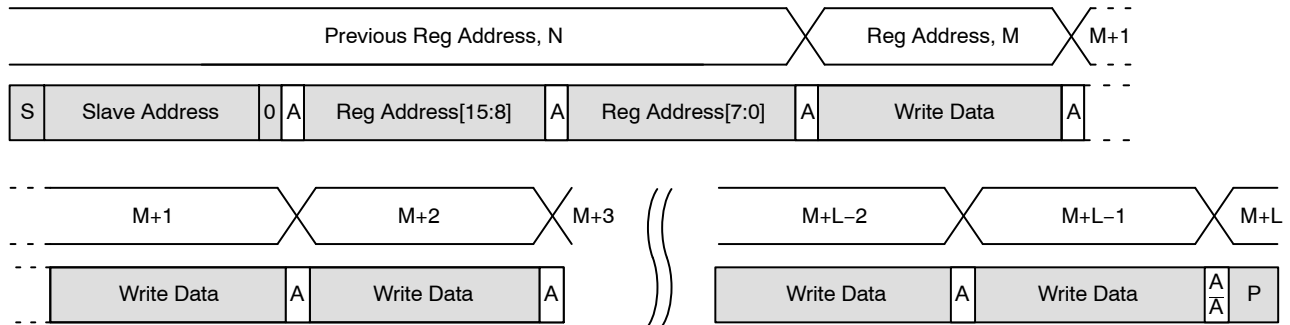 Previous Reg Address, N Reg Address, M M+1
S Slave Address 0 A Reg Address[15:8] A Reg Address[7:0] A Write Data A
M+1 M+2 M+3 M+L−2 M+L−1 M+L
Write Data A Write Data A Write Data A Write Data A P
A̅